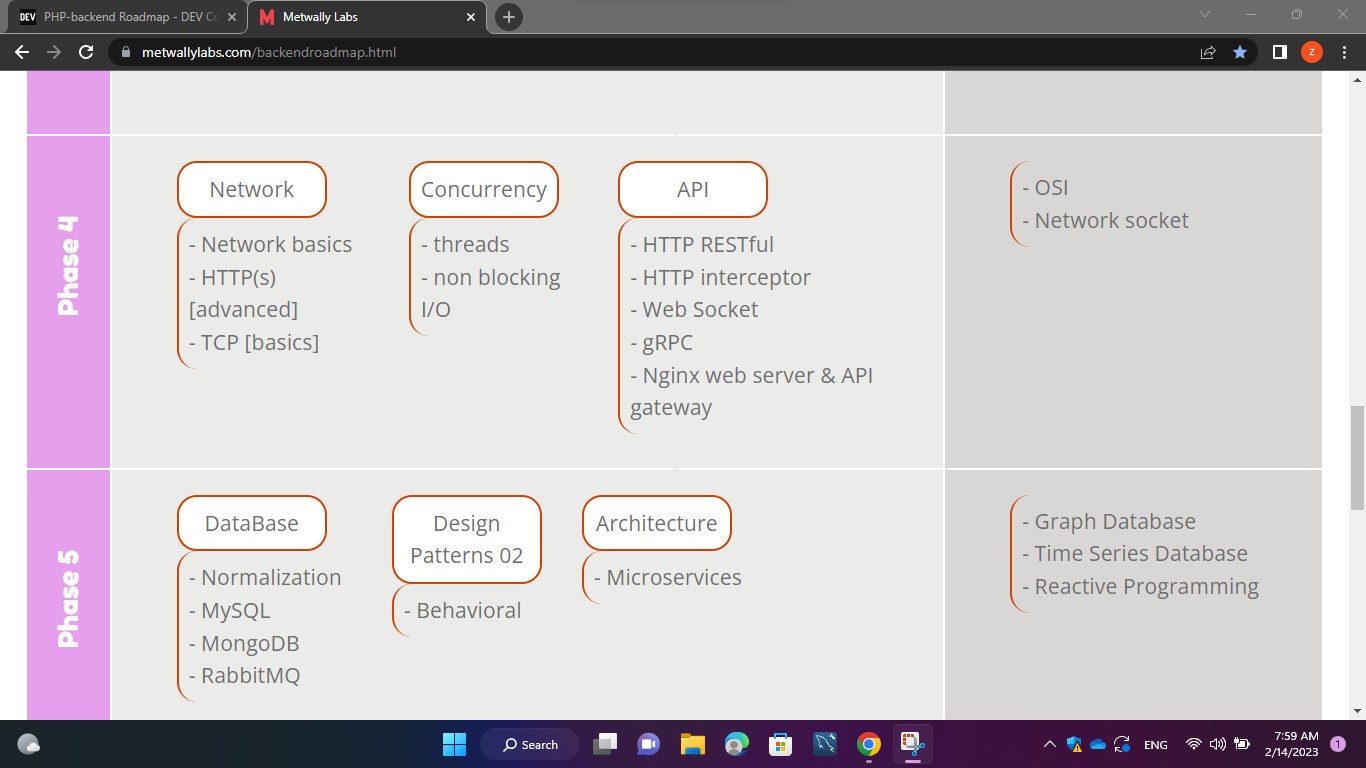 DEV PHP-backend Roadmap - DEV Co
Metwally Labs
metwallylabs.com/backendroadmap.html
z
Phase 4
Network
- Network basics
- HTTP(s)
[advanced]
- TCP [basics]
Concurrency
- threads
- non blocking
I/O
API
- HTTP RESTful
- HTTP interceptor
- Web Socket
- gRPC
- Nginx web server & API
gateway
- OSI
- Network socket
Phase 5
DataBase
- Normalization
- MySQL
- MongoDB
- RabbitMQ
Design
Patterns 02
- Behavioral
Architecture
- Microservices
- Graph Database
- Time Series Database
- Reactive Programming
Search
ENG
7:59 AM
2/14/2023
1